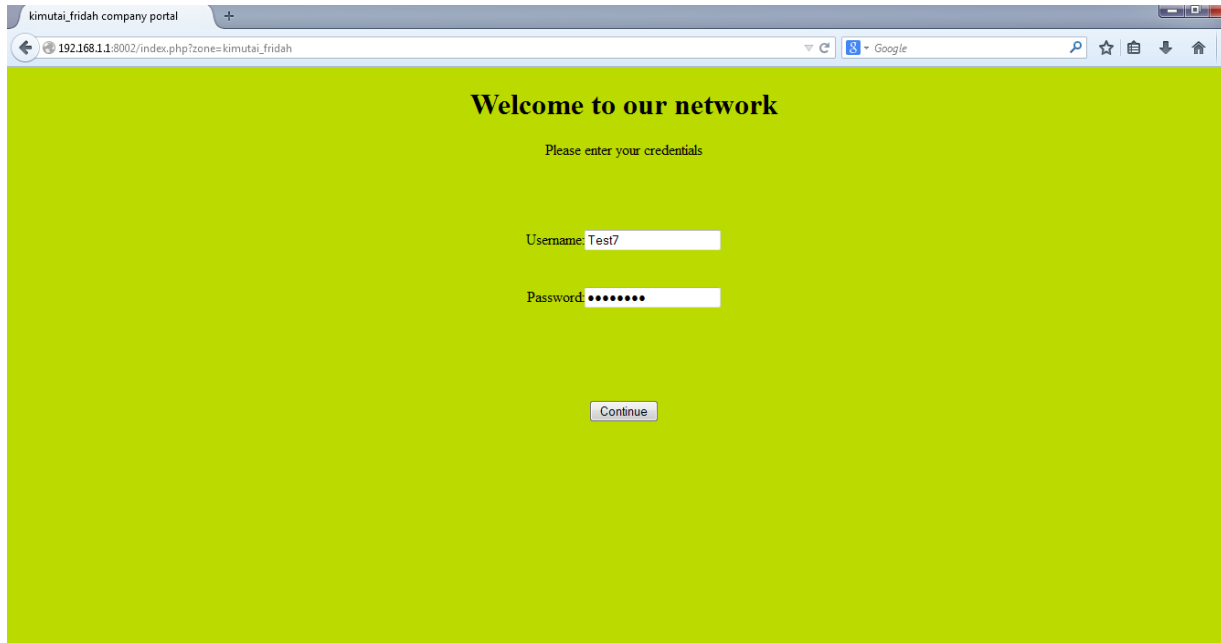 kimutai_fridah company portal
192.168.1.1:8002/index.php?zone=kimutai_fridah
8 Google
Welcome to our network
Please enter your credentials
Username: Test7
Password: ••••••••
Continue